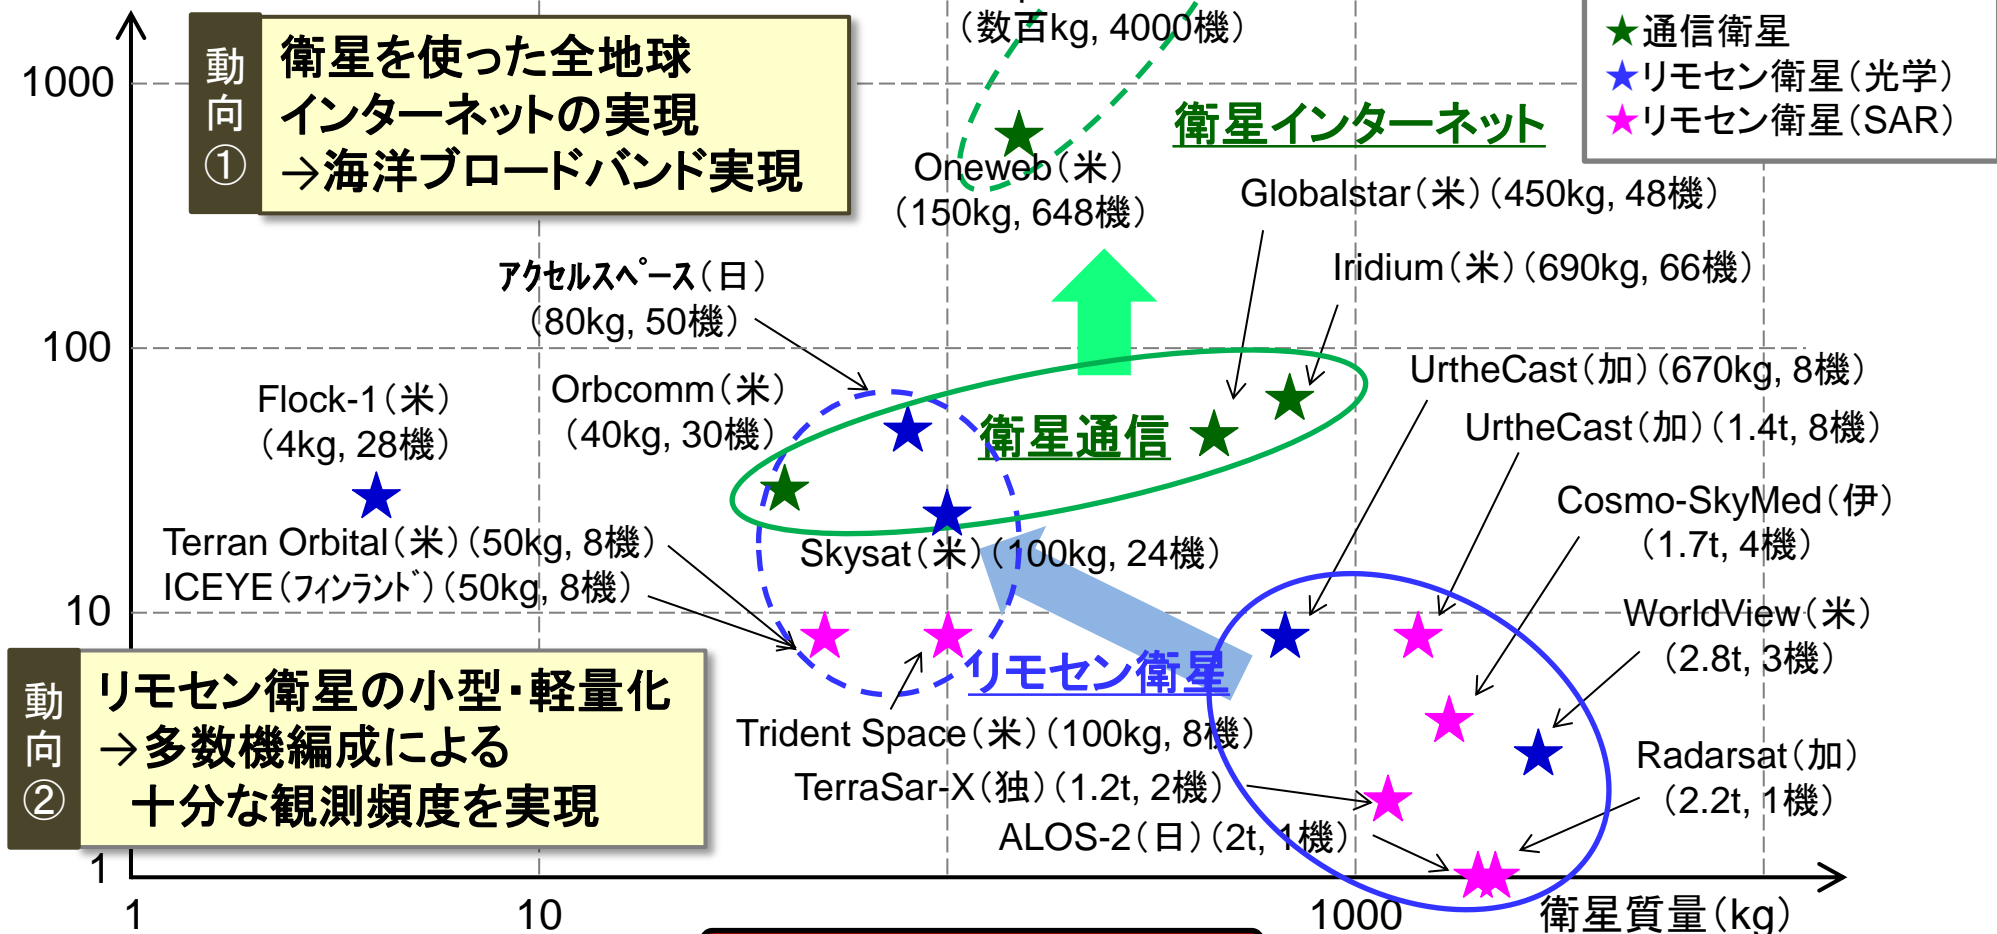 (数百kg, 4000機)
★通信衛星
★リモセン衛星(光学)
★リモセン衛星(SAR)
動向①
衛星を使った全地球
インターネットの実現
→海洋ブロードバンド実現
1000
衛星インターネット
Oneweb(米)
(150kg, 648機)
Globalstar(米)(450kg, 48機)
Iridium(米)(690kg, 66機)
アクセルスペース(日)
(80kg, 50機)
100
Flock-1(米)
(4kg, 28機)
Orbcomm(米)
(40kg, 30機)
衛星通信
UrtheCast(加)(670kg, 8機)
UrtheCast(加)(1.4t, 8機)
Cosmo-SkyMed(伊)
(1.7t, 4機)
Terran Orbital(米)(50kg, 8機)
ICEYE(フィンランド)(50kg, 8機)
Skysat(米)(100kg, 24機)
10
WorldView(米)
(2.8t, 3機)
リモセン衛星
動向②
リモセン衛星の小型・軽量化
→多数機編成による
十分な観測頻度を実現
Trident Space(米)(100kg, 8機)
TerraSar-X(独)(1.2t, 2機)
ALOS-2(日)(2t, 1機)
Radarsat(加)
(2.2t, 1機)
1
1
10
1000
衛星質量(kg)